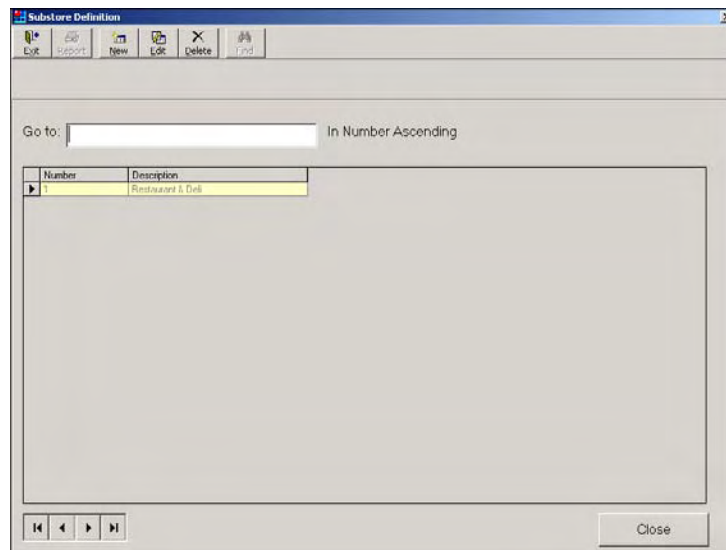 Substore Definition
Exit Report New Edit Delete Find
Go to: In Number Ascending
Number Description
1 Restaurant & Deli
Close